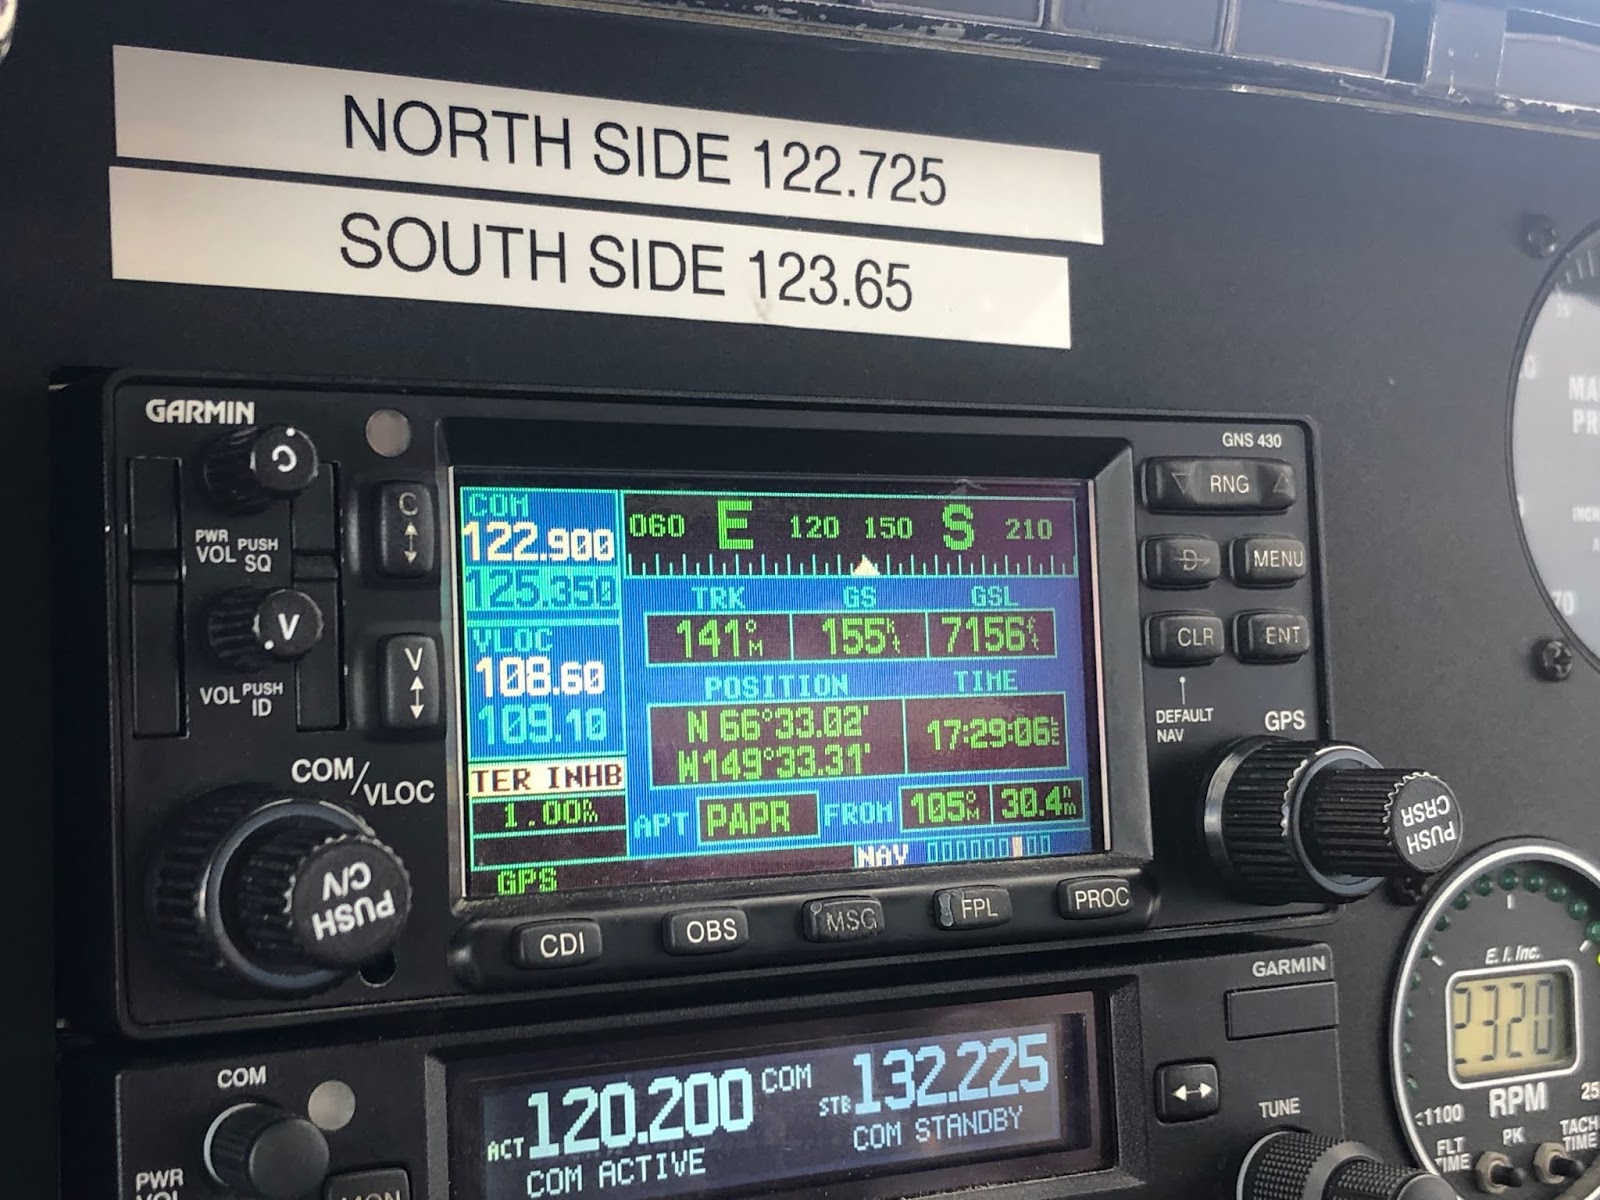 NORTH SIDE 122.725
SOUTH SIDE 123.65
GARMIN
GNS 430
C
PWR
VOL PUSH
SQ
V
VOL PUSH
ID
COM/VLOC
PUSH
C/V
C
V
COM
122.900
125.350
VLOC
108.60
109.10
TER INHB
1.00nm
GPS
060 E 120 150 S 210
TRK GS GSL
141°M 155kt 7156ft
POSITION TIME
N 66°33.02'
W149°33.31'
17:29:06
APT PAPR FROM 105°M 30.4nm
NAV
RNG
D
MENU
CLR
ENT
DEFAULT
NAV
GPS
PUSH
CRSR
CDI OBS MSG FPL PROC
GARMIN
COM
PWR
ACT 120.200 COM STB 132.225
COM ACTIVE COM STANDBY
TUNE
E.I. Inc.
2320
1100
RPM
FLT
TIME
PK
TACH
TIME